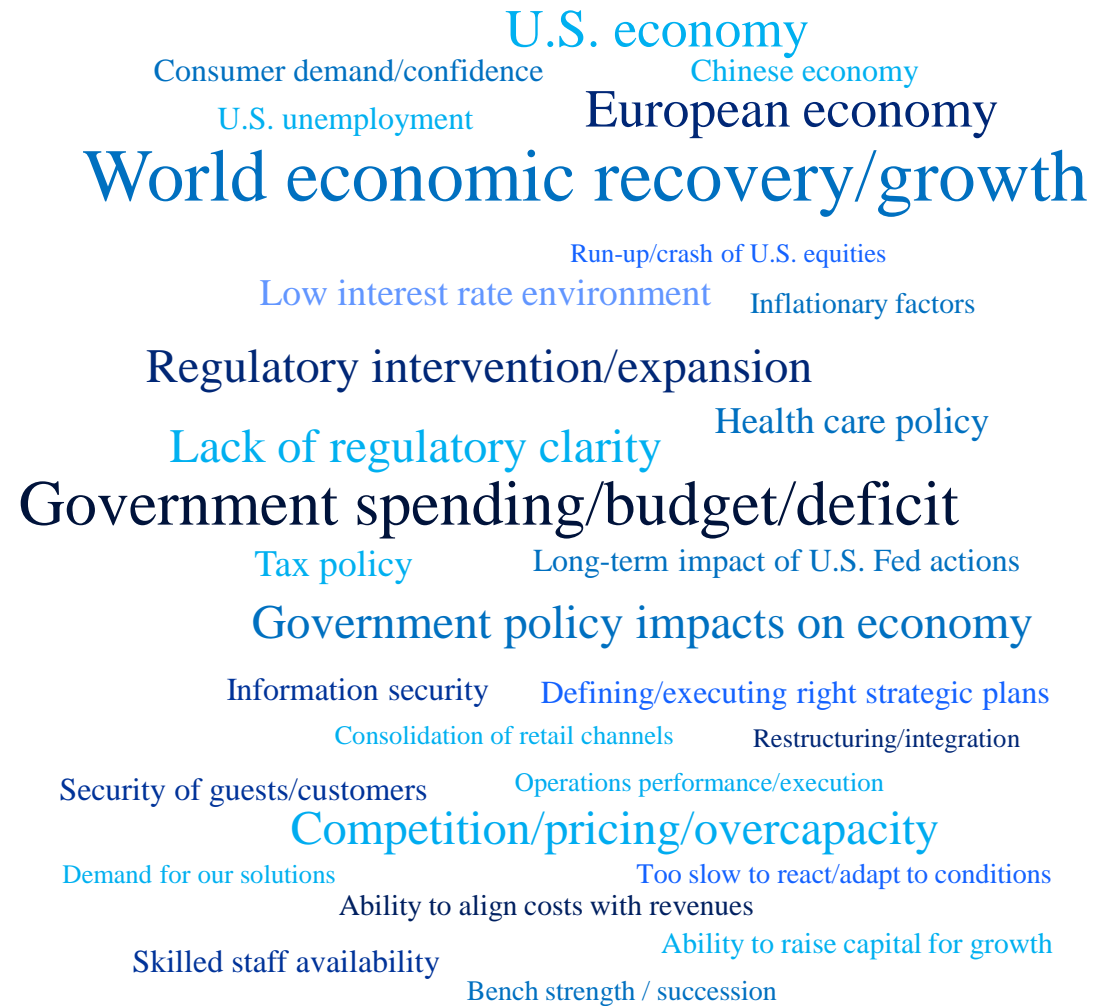 U.S. economy
Consumer demand/confidence
Chinese economy
U.S. unemployment
European economy
World economic recovery/growth
Run-up/crash of U.S. equities
Low interest rate environment
Inflationary factors
Regulatory intervention/expansion
Health care policy
Lack of regulatory clarity
Government spending/budget/deficit
Tax policy
Long-term impact of U.S. Fed actions
Government policy impacts on economy
Information security
Defining/executing right strategic plans
Consolidation of retail channels
Restructuring/integration
Security of guests/customers
Operations performance/execution
Competition/pricing/overcapacity
Demand for our solutions
Too slow to react/adapt to conditions
Ability to align costs with revenues
Skilled staff availability
Ability to raise capital for growth
Bench strength / succession